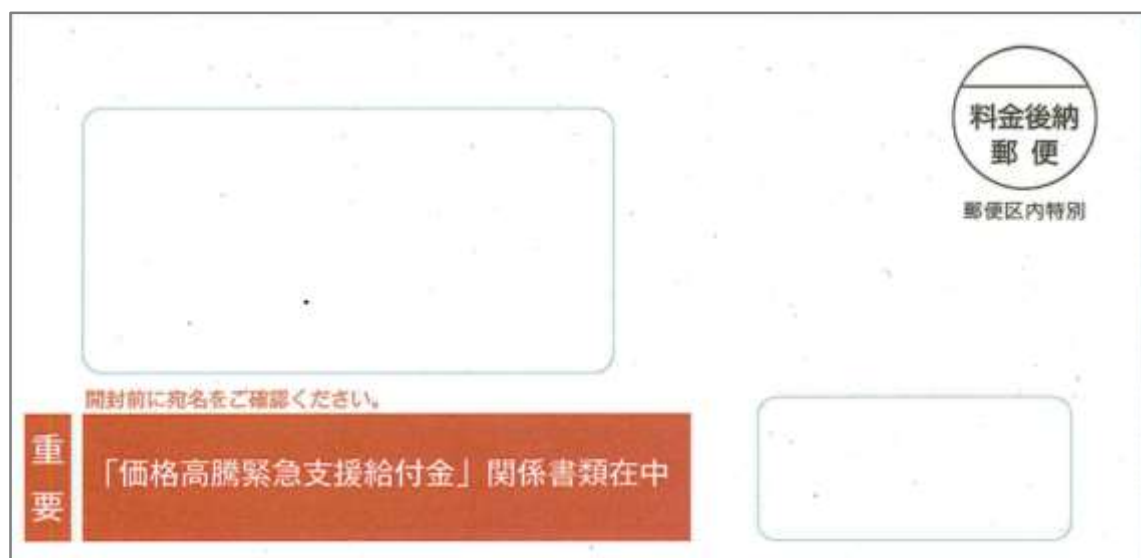 料金後納
郵便
郵便区内特別
開封前に宛名をご確認ください。
重要
「価格高騰緊急支援給付金」関係書類在中